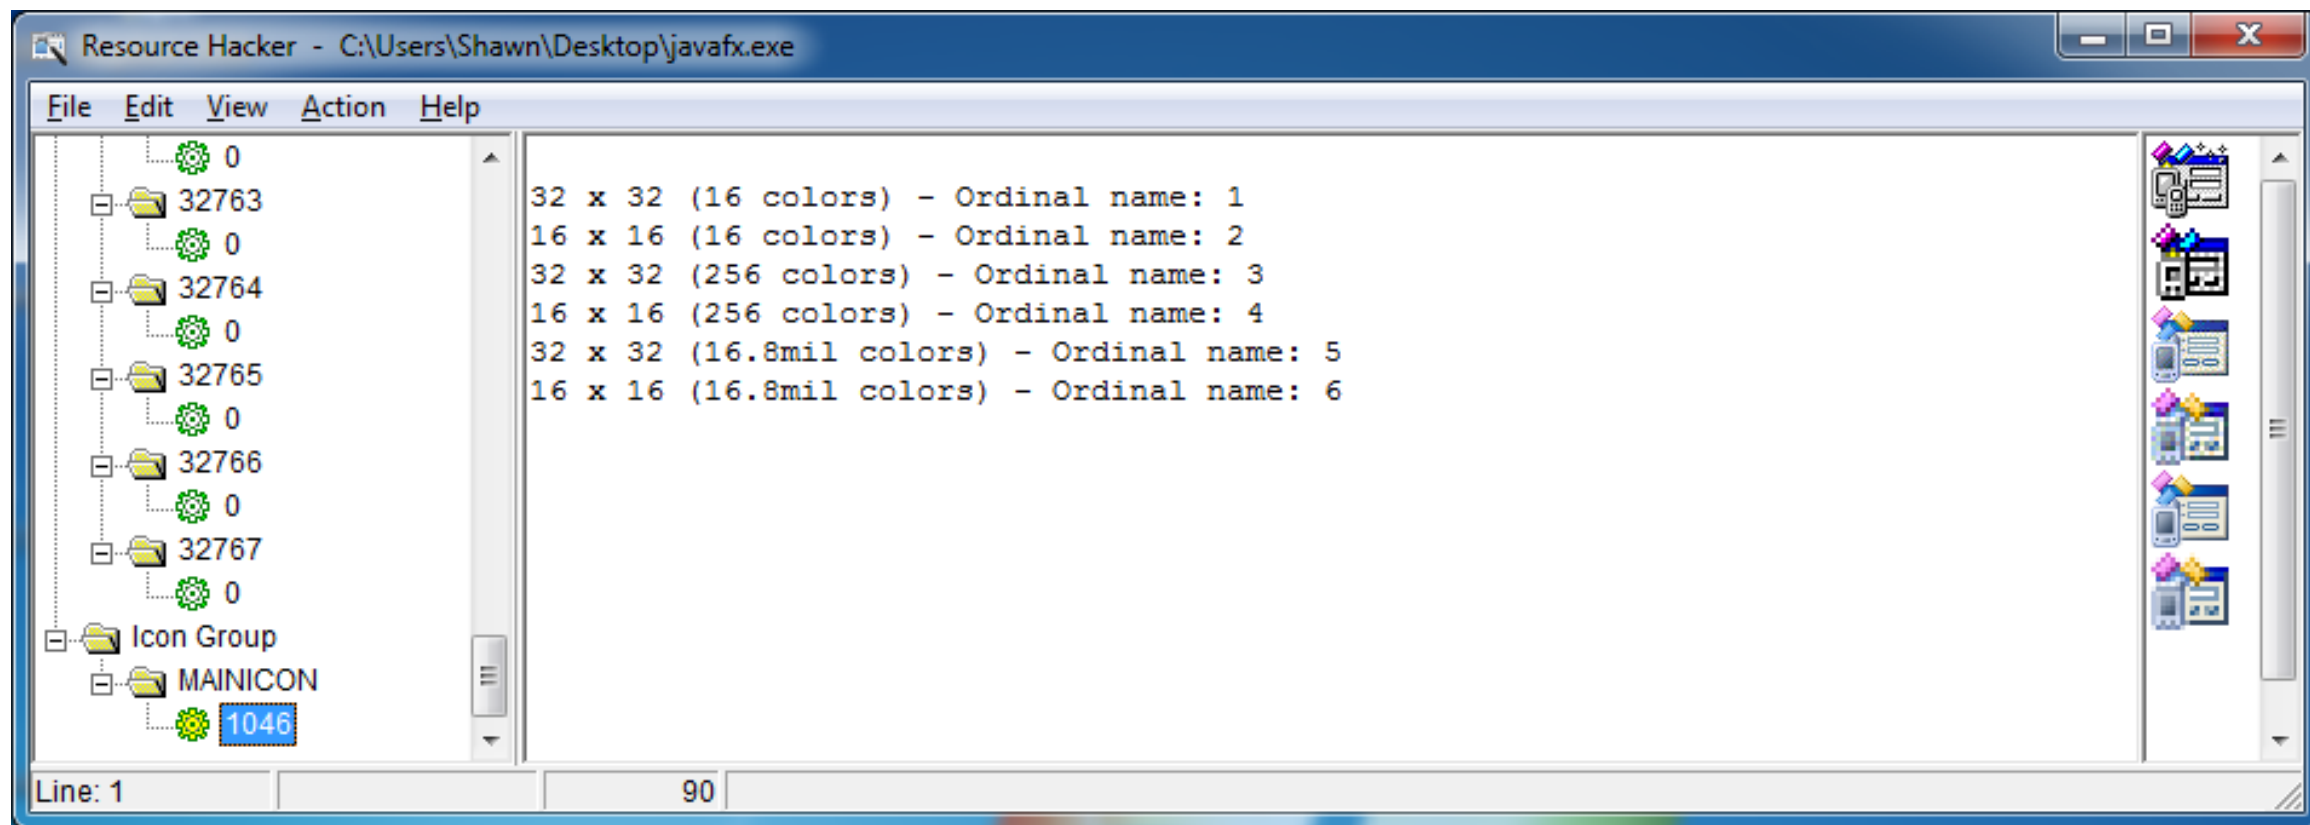 Resource Hacker - C:\Users\Shawn\Desktop\javafx.exe
File Edit View Action Help
0
32763
0
32764
0
32765
0
32766
0
32767
0
Icon Group
MAINICON
1046
32 x 32 (16 colors) - Ordinal name: 1
16 x 16 (16 colors) - Ordinal name: 2
32 x 32 (256 colors) - Ordinal name: 3
16 x 16 (256 colors) - Ordinal name: 4
32 x 32 (16.8mil colors) - Ordinal name: 5
16 x 16 (16.8mil colors) - Ordinal name: 6
Line: 1
90